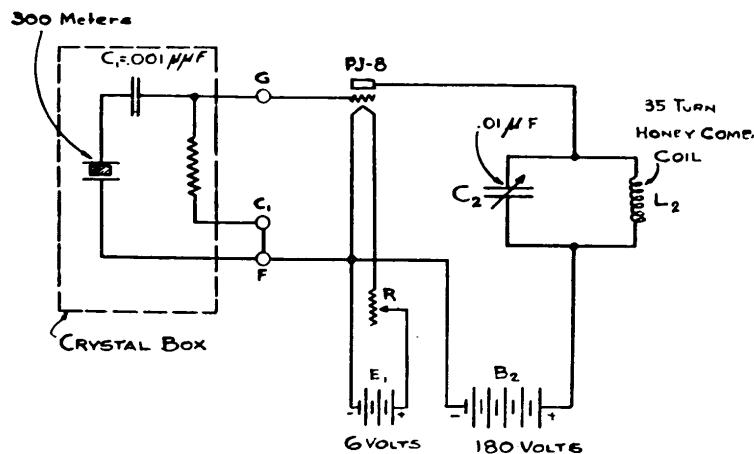 300 Meters
C₁=.001 μμF
G
PJ-8
.01 μF
35 Turn
Honey Comb.
Coil
C₂
L₂
C₁
F
R
Crystal Box
E₁
B₂
- +
- +
6 Volts
180 Volts